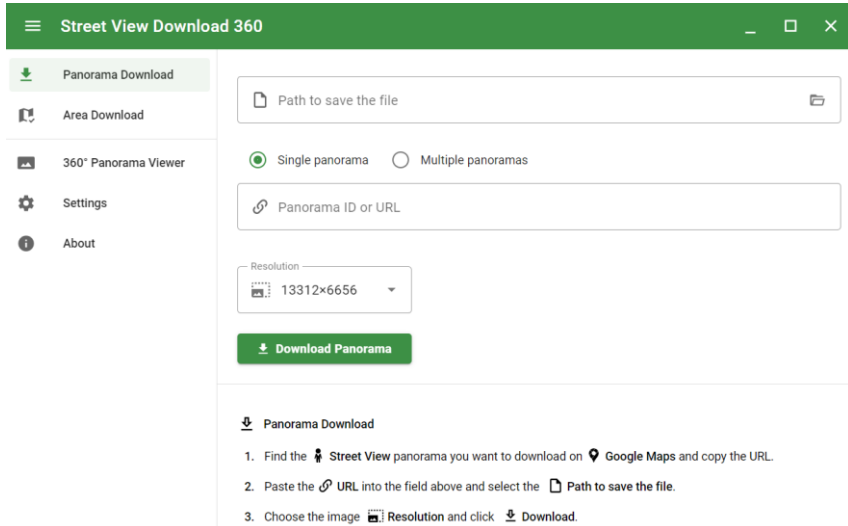 Street View Download 360
Panorama Download
Area Download
360° Panorama Viewer
Settings
About
Path to save the file
Single panorama Multiple panoramas
Panorama ID or URL
Resolution
13312×6656
Download Panorama
Panorama Download
1. Find the Street View panorama you want to download on Google Maps and copy the URL.
2. Paste the URL into the field above and select the Path to save the file.
3. Choose the image Resolution and click Download.